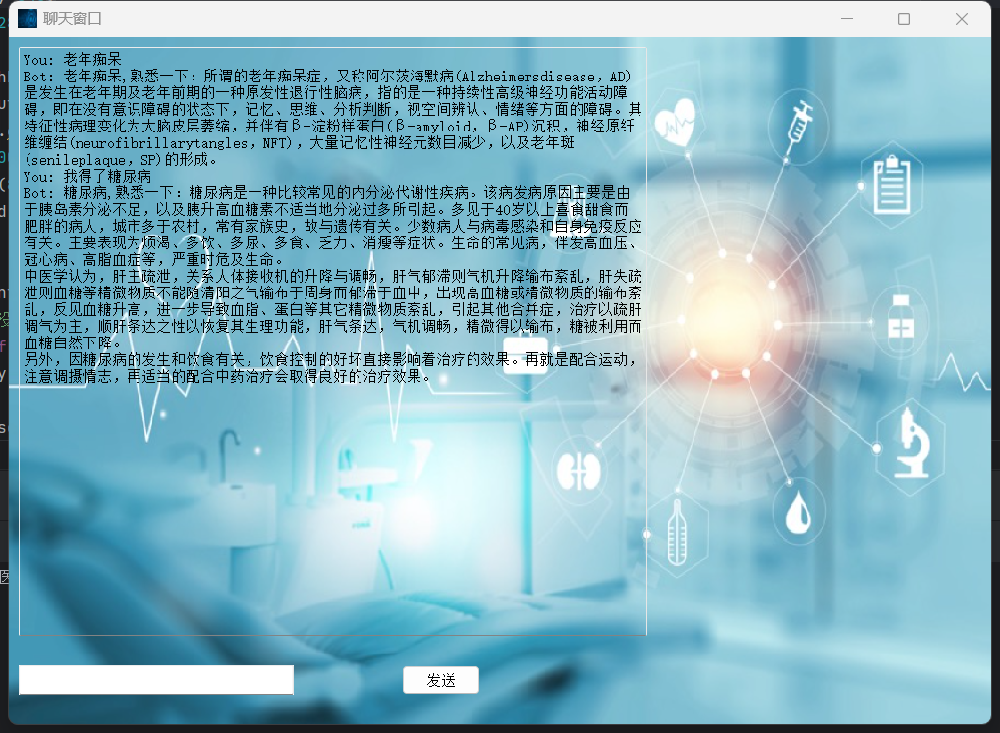 聊天窗口
You: 老年痴呆
Bot: 老年痴呆,熟悉一下：所谓的老年痴呆症，又称阿尔茨海默病(Alzheimersdisease，AD)
是发生在老年期及老年前期的一种原发性退行性脑病，指的是一种持续性高级神经功能活动障
碍，即在没有意识障碍的状态下，记忆、思维、分析判断，视空间辨认、情绪等方面的障碍。其
特征性病理变化为大脑皮层萎缩，并伴有β-淀粉样蛋白(β-amyloid，β-AP)沉积，神经原纤
维缠结(neurofibrillarytangles，NFT)，大量记忆性神经元数目减少，以及老年斑
(senileplaque，SP)的形成。
You: 我得了糖尿病
Bot: 糖尿病,熟悉一下：糖尿病是一种比较常见的内分泌代谢性疾病。该病发病原因主要是由
于胰岛素分泌不足，以及胰升高血糖素不适当地分泌过多所引起。多见于40岁以上喜食甜食而
肥胖的病人，城市多于农村，常有家族史，故与遗传有关。少数病人与病毒感染和自身免疫反应
有关。主要表现为烦渴、多饮、多尿、多食、乏力、消瘦等症状。生命的常见病，伴发高血压、
冠心病、高脂血症等，严重时危及生命。
中医学认为，肝主疏泄，关系人体接收机的升降与调畅，肝气郁滞则气机升降输布紊乱，肝失疏
泄则血糖等精微物质不能随清阳之气输布于周身而郁滞于血中，出现高血糖或精微物质的输布紊
乱，反见血糖升高，进一步导致血脂、蛋白等其它精微物质紊乱，引起其他合并症，治疗以疏肝
调气为主，顺肝条达之性以恢复其生理功能，肝气条达，气机调畅，精微得以输布，糖被利用而
血糖自然下降。
另外，因糖尿病的发生和饮食有关，饮食控制的好坏直接影响着治疗的效果。再就是配合运动，
注意调摄情志，再适当的配合中药治疗会取得良好的治疗效果。
发送